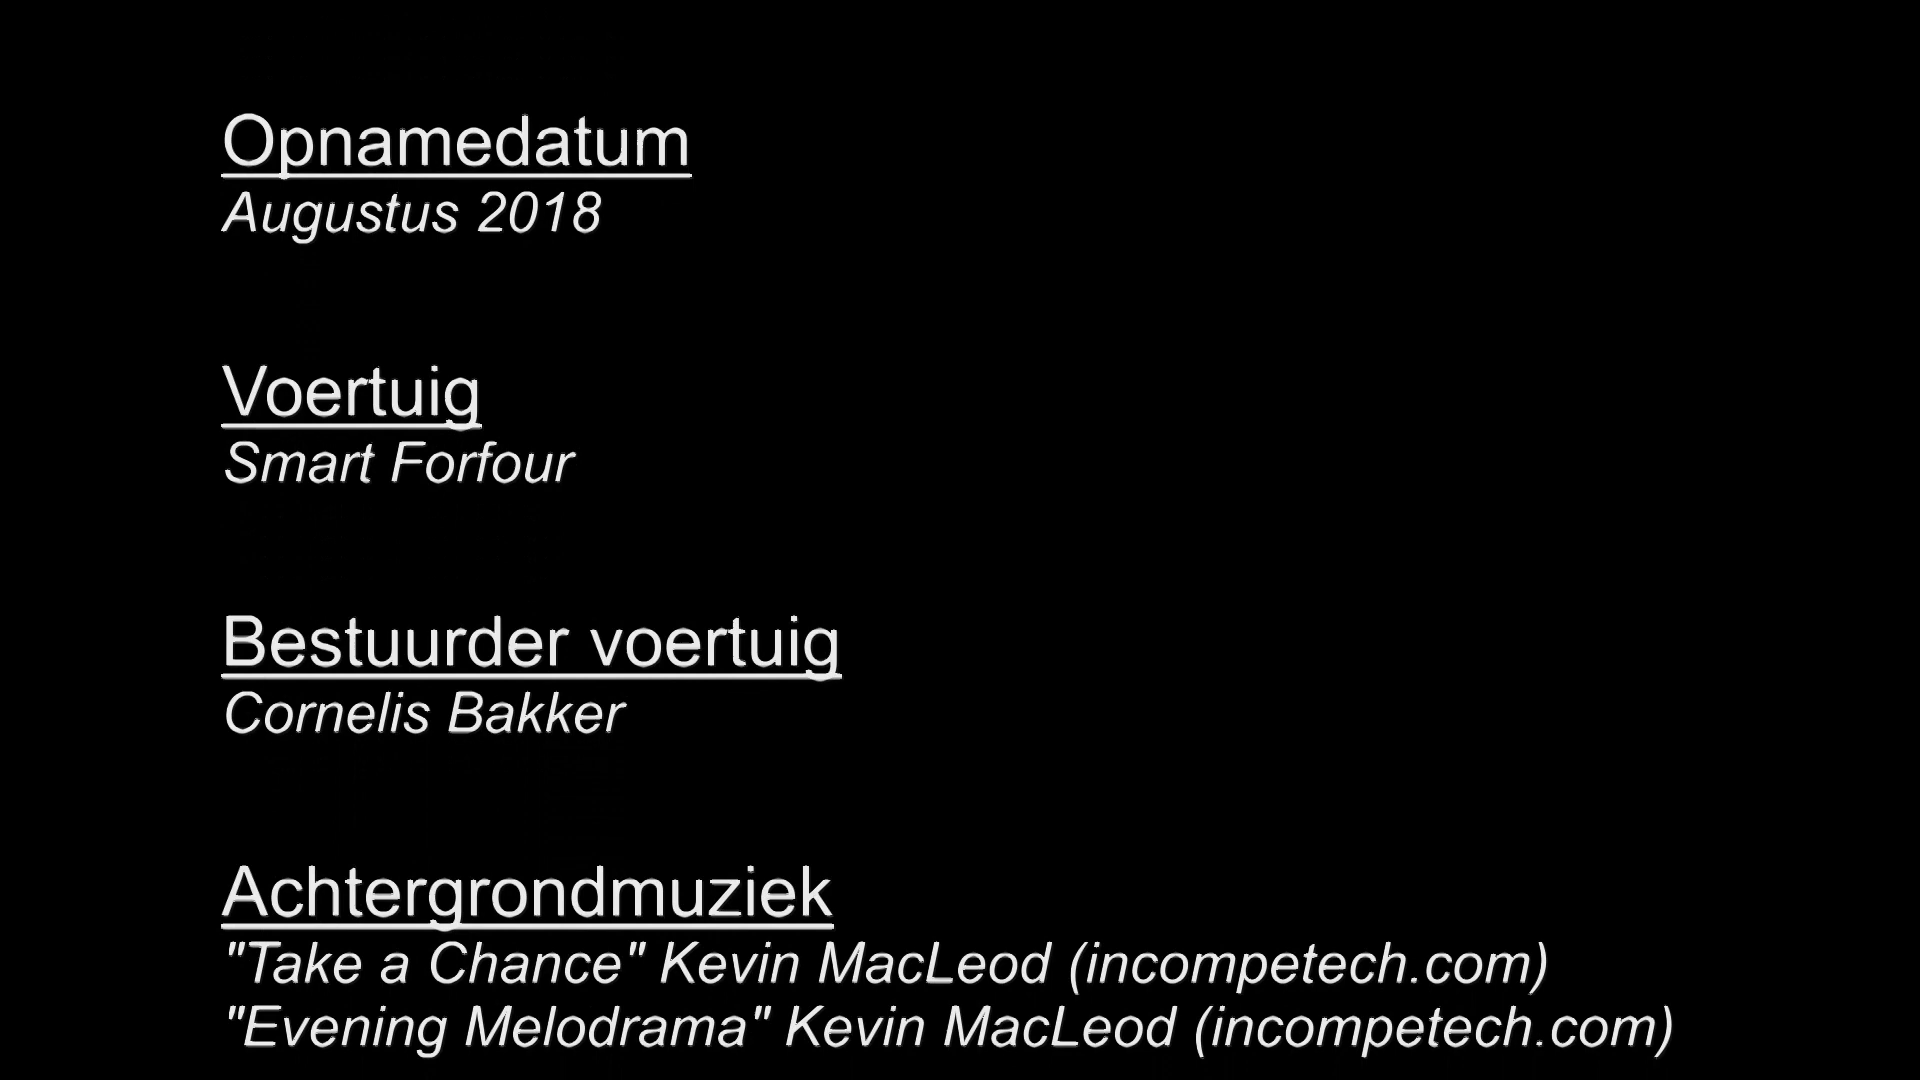 Opnamedatum
Augustus 2018
Voertuig
Smart Forfour
Bestuurder voertuig
Cornelis Bakker
Achtergrondmuziek
"Take a Chance" Kevin MacLeod (incompetech.com)
"Evening Melodrama" Kevin MacLeod (incompetech.com)